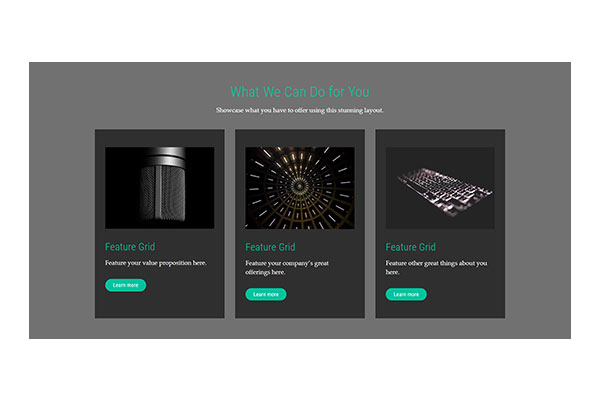 What We Can Do for You
Showcase what you have to offer using this stunning layout.
Feature Grid
Feature your value proposition here.
Learn more
Feature Grid
Feature your company's great
offerings here.
Learn more
Feature Grid
Feature other great things about you
here.
Learn more